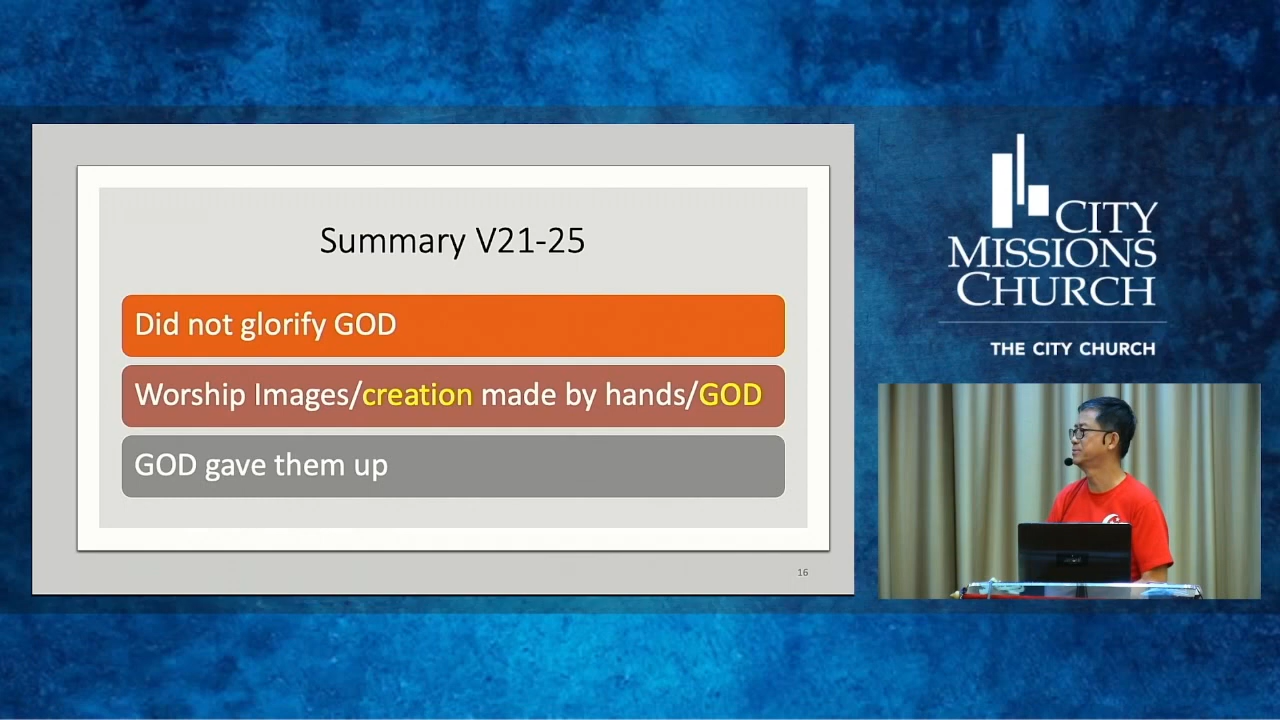 Summary V21-25
Did not glorify GOD
Worship Images/creation made by hands/GOD
GOD gave them up
16
CITY
MISSIONS
CHURCH
THE CITY CHURCH